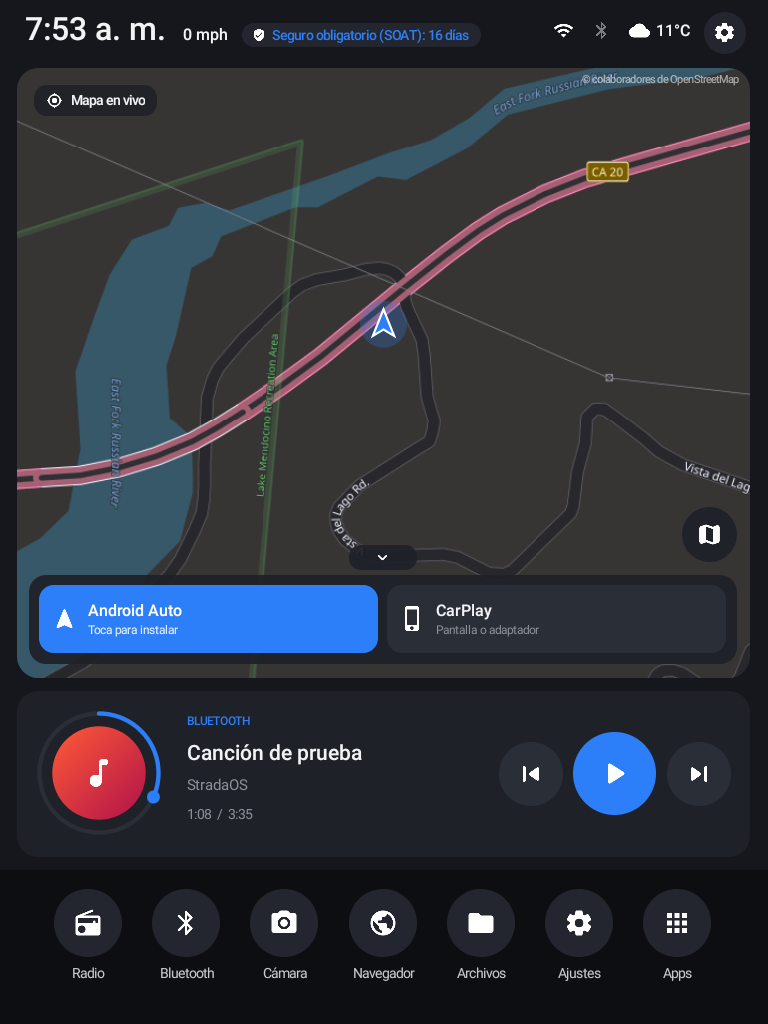 7:53 a. m.
0 mph
Seguro obligatorio (SOAT): 16 días
11°C
Mapa en vivo
© colaboradores de OpenStreetMap
East Fork Russian
CA 20
Lake Mendocino Recreation Area
East Fork Russian River
sta del Lago Rd.
Vista del Lag
Android Auto
Toca para instalar
CarPlay
Pantalla o adaptador
BLUETOOTH
Canción de prueba
StradaOS
1:08 / 3:35
Radio
Bluetooth
Cámara
Navegador
Archivos
Ajustes
Apps